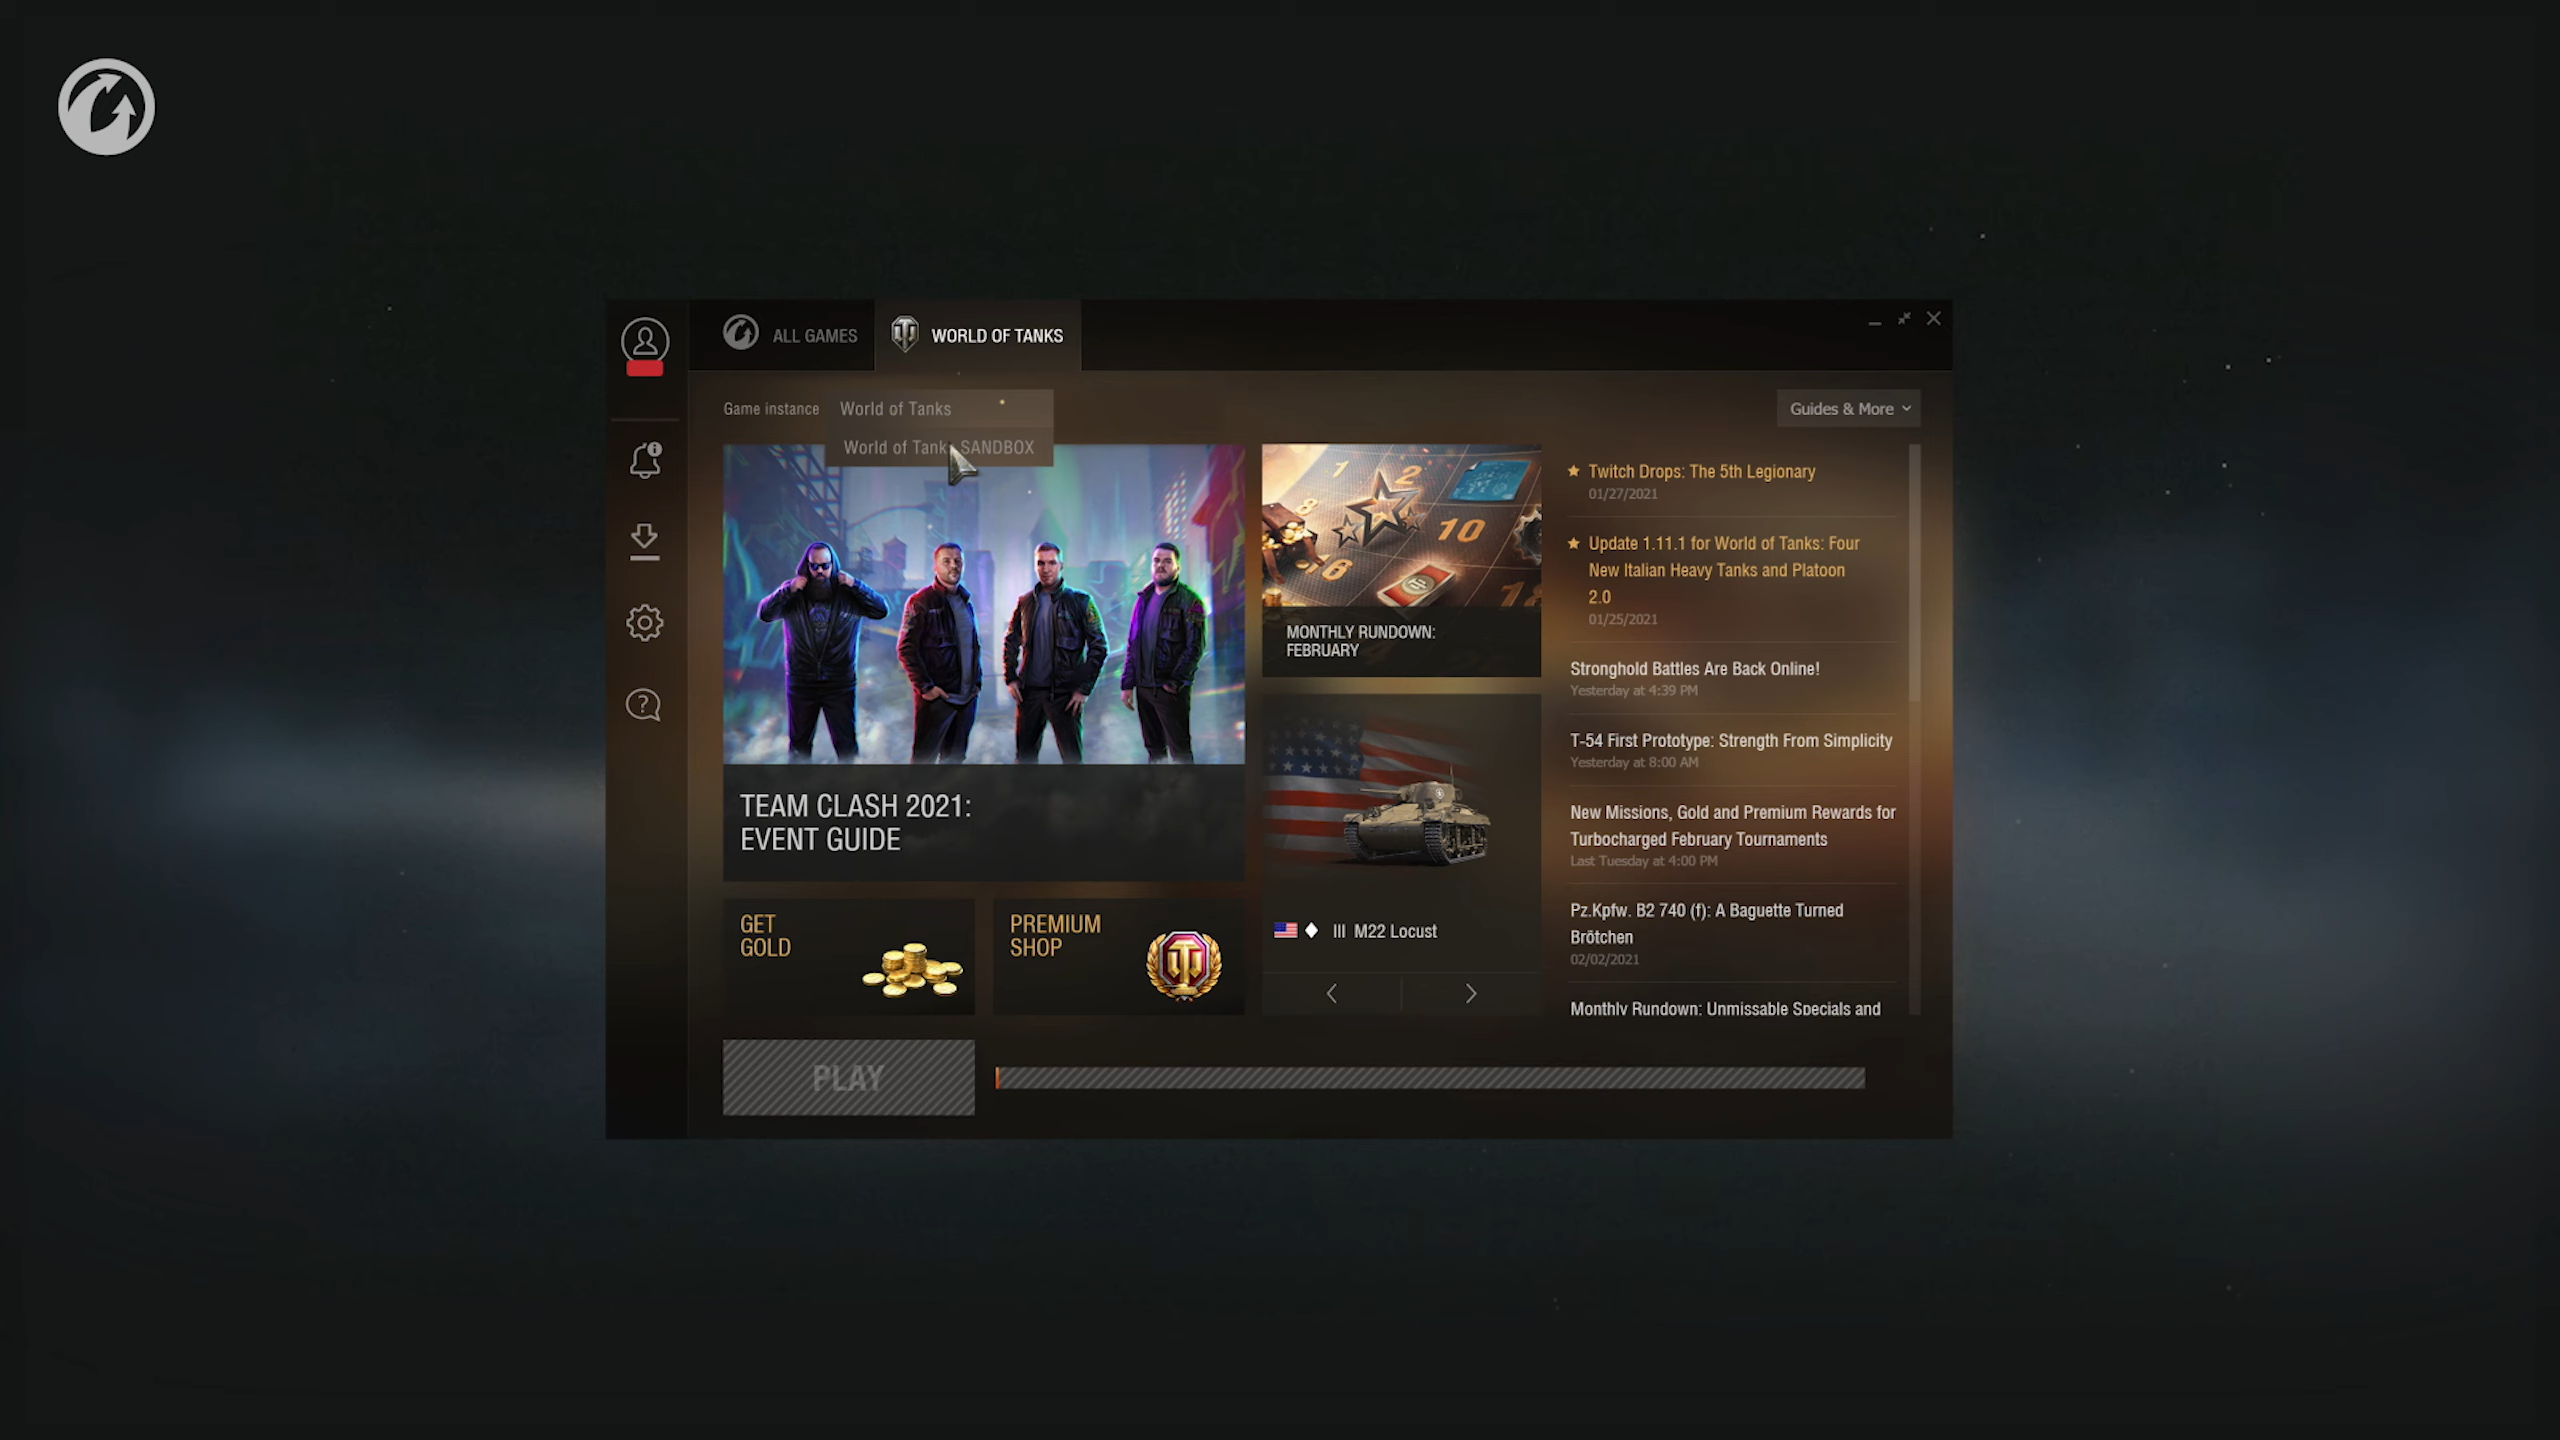 ALL GAMES
WORLD OF TANKS
Game instance
World of Tanks
World of Tank SANDBOX
Guides & More
Twitch Drops: The 5th Legionary
01/27/2021
Update 1.11.1 for World of Tanks: Four
New Italian Heavy Tanks and Platoon
2.0
01/25/2021
Stronghold Battles Are Back Online!
Yesterday at 4:39 PM
T-54 First Prototype: Strength From Simplicity
Yesterday at 8:00 AM
New Missions, Gold and Premium Rewards for
Turbocharged February Tournaments
Last Tuesday at 4:00 PM
Pz.Kpfw. B2 740 (f): A Baguette Turned
Brötchen
02/02/2021
Monthly Rundown: Unmissable Specials and
1
2
8
10
6
MONTHLY RUNDOWN:
FEBRUARY
TEAM CLASH 2021:
EVENT GUIDE
III M22 Locust
GET
GOLD
PREMIUM
SHOP
PLAY